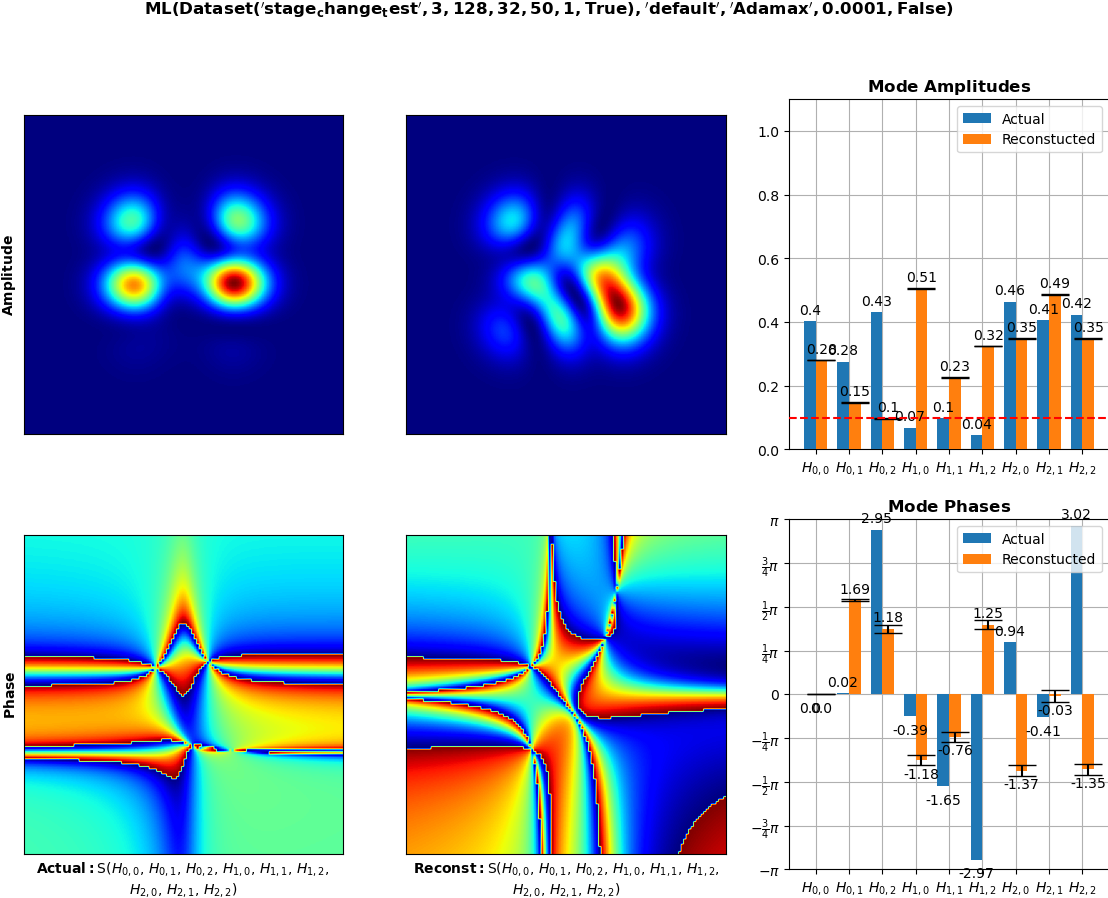 ML(Dataset('stage_change_test', 3, 128, 32, 50, 1, True), 'default', 'Adamax', 0.0001, False)
Amplitude
Mode Amplitudes
Actual
Reconstucted
1.0
0.8
0.6
0.4
0.2
0.0
0.4
0.28
0.28
0.15
0.43
0.1
0.07
0.51
0.1
0.23
0.04
0.32
0.46
0.35
0.41
0.49
0.42
0.35
H0,0 H0,1 H0,2 H1,0 H1,1 H1,2 H2,0 H2,1 H2,2
Phase
Mode Phases
Actual
Reconstucted
π
3/4π
1/2π
1/4π
0
−1/4π
−1/2π
−3/4π
−π
0.0
0.0
0.02
1.69
2.95
1.18
-0.39
-1.18
-1.65
-0.76
-2.97
1.25
0.94
-1.37
-0.41
-0.03
3.02
-1.35
H0,0 H0,1 H0,2 H1,0 H1,1 H1,2 H2,0 H2,1 H2,2
Actual: S(H0,0, H0,1, H0,2, H1,0, H1,1, H1,2,
H2,0, H2,1, H2,2)
Reconst: S(H0,0, H0,1, H0,2, H1,0, H1,1, H1,2,
H2,0, H2,1, H2,2)